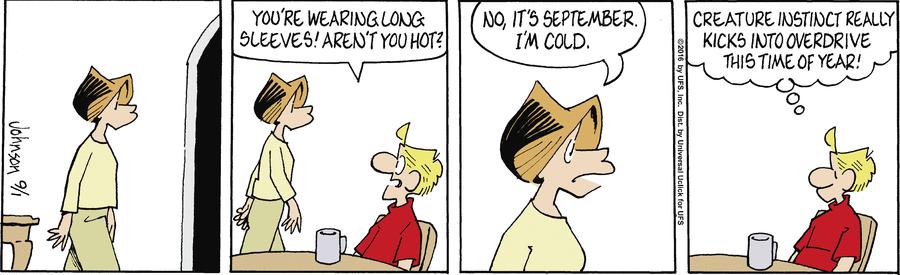 Johnson 9/1
YOU'RE WEARING LONG
SLEEVES! AREN'T YOU HOT?
NO, IT'S SEPTEMBER.
I'M COLD.
©2016 by UFS, Inc. Dist. by Universal Uclick for UFS
CREATURE INSTINCT REALLY
KICKS INTO OVERDRIVE
THIS TIME OF YEAR!